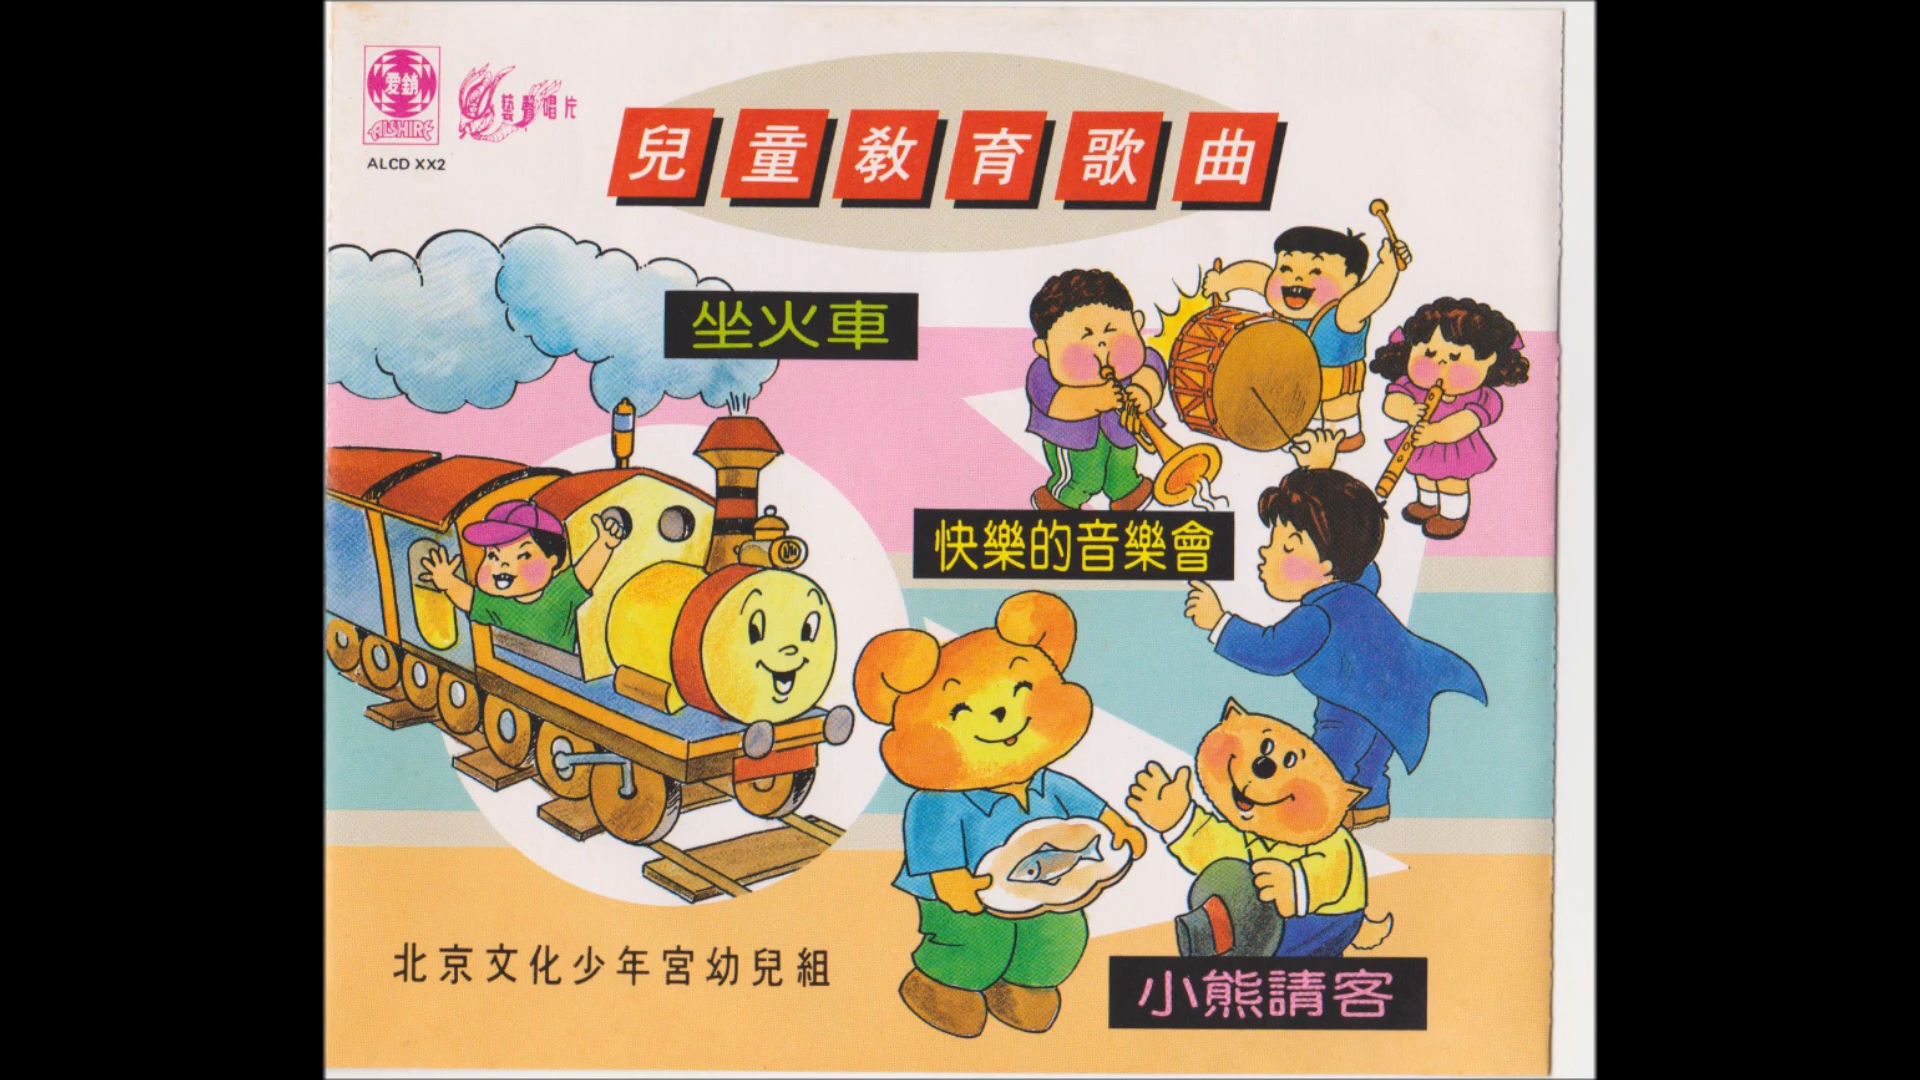 愛銷
ALSHIRE
藝聲唱片
ALCD XX2
兒童教育歌曲
坐火車
快樂的音樂會
北京文化少年宮幼兒組
小熊請客